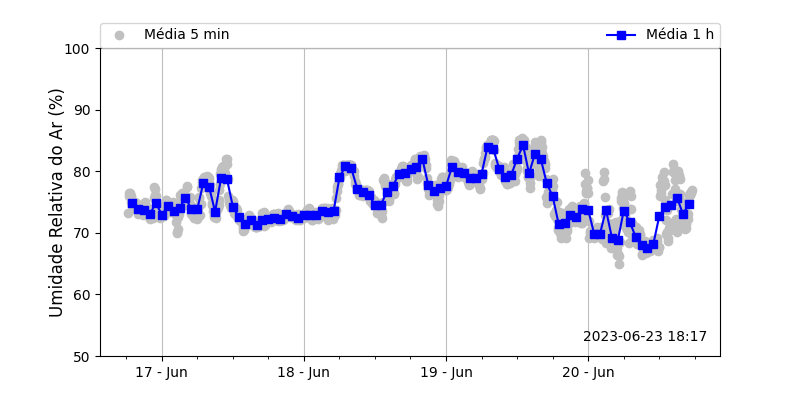 Média 5 min
Média 1 h
Umidade Relativa do Ar (%)
100
90
80
70
60
50
2023-06-23 18:17
17 - Jun
18 - Jun
19 - Jun
20 - Jun